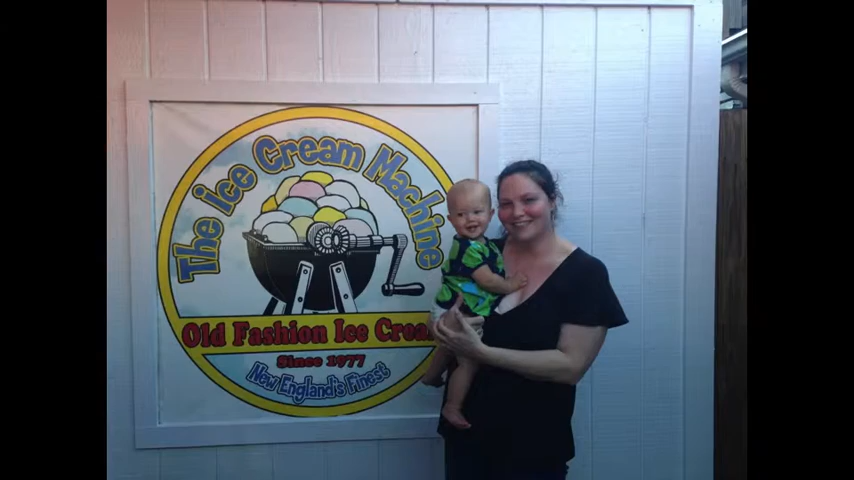 The Ice Cream Machine
Old Fashion Ice Cream
Since 1977
New England's Finest